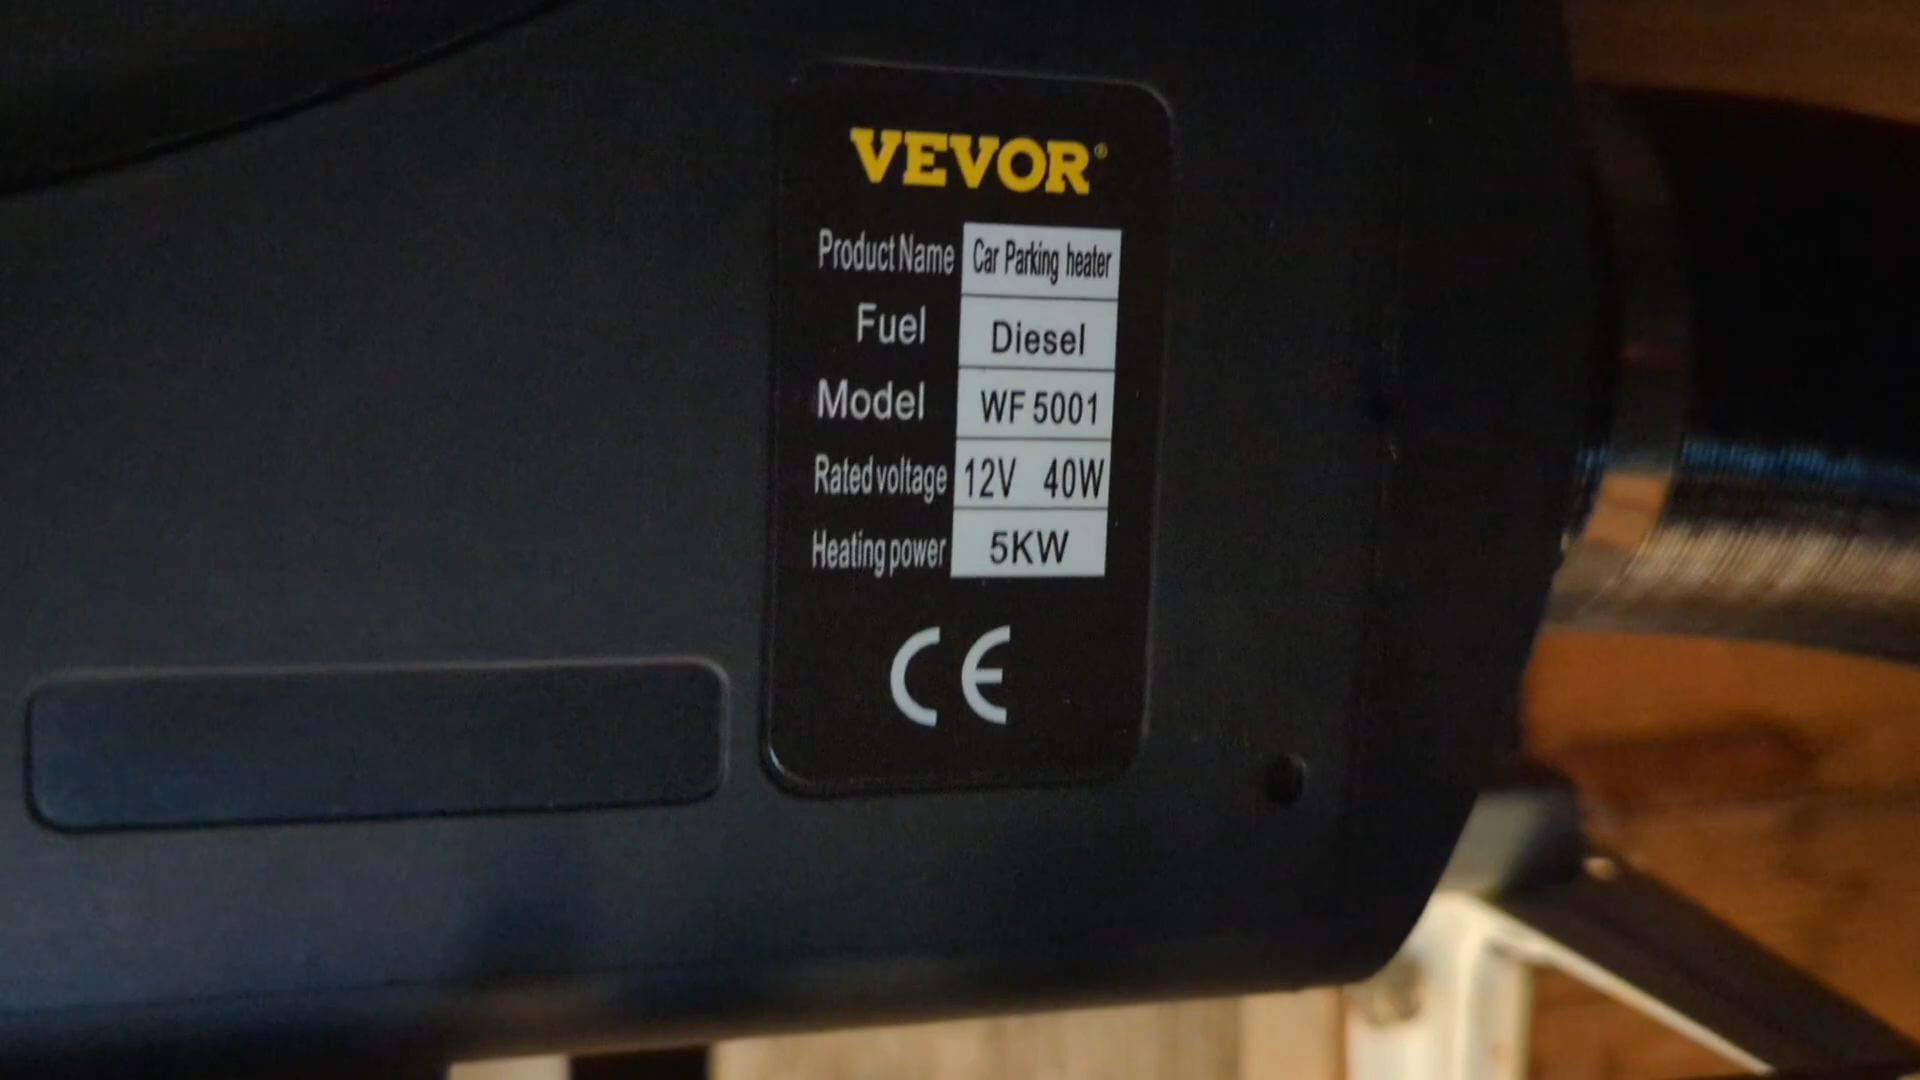 VEVOR®
Product Name Car Parking heater
Fuel Diesel
Model WF 5001
Rated voltage 12V 40W
Heating power 5KW
CE